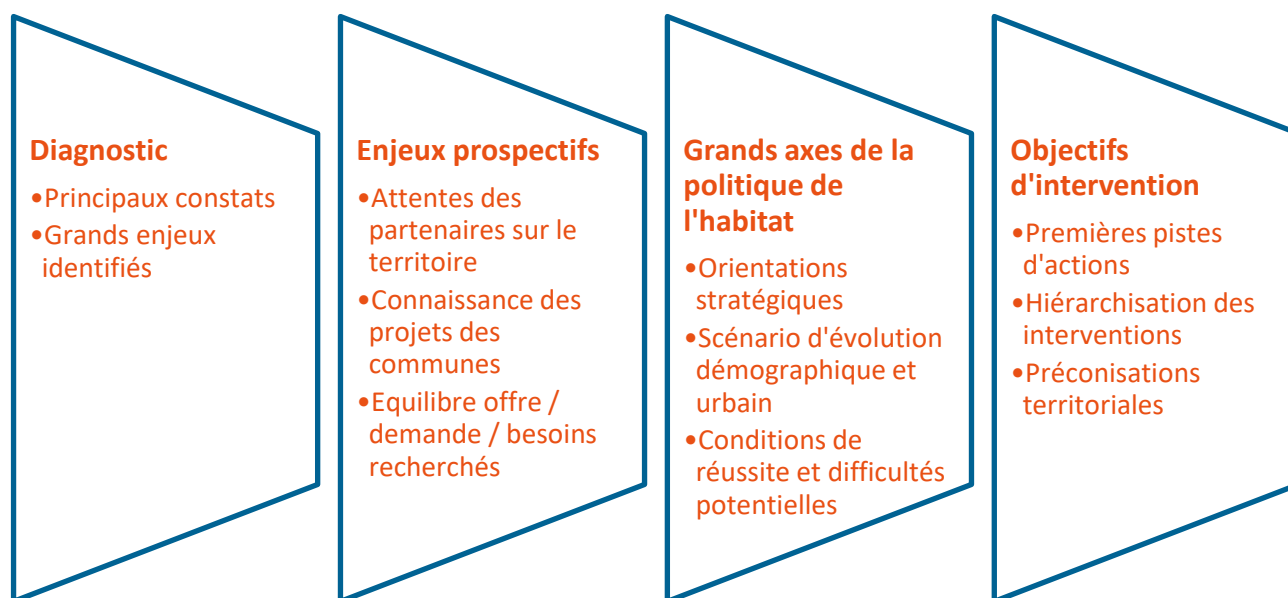 Diagnostic
•Principaux constats
•Grands enjeux
identifiés
Enjeux prospectifs
•Attentes des
partenaires sur le
territoire
•Connaissance des
projets des
communes
•Equilibre offre /
demande / besoins
recherchés
Grands axes de la
politique de
l'habitat
•Orientations
stratégiques
•Scénario d'évolution
démographique et
urbain
•Conditions de
réussite et difficultés
potentielles
Objectifs
d'intervention
•Premières pistes
d'actions
•Hiérarchisation des
interventions
•Préconisations
territoriales